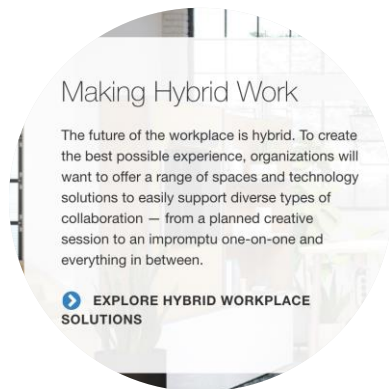 Making Hybrid Work
The future of the workplace is hybrid. To create
the best possible experience, organizations will
want to offer a range of spaces and technology
solutions to easily support diverse types of
collaboration — from a planned creative
session to an impromptu one-on-one and
everything in between.
EXPLORE HYBRID WORKPLACE
SOLUTIONS